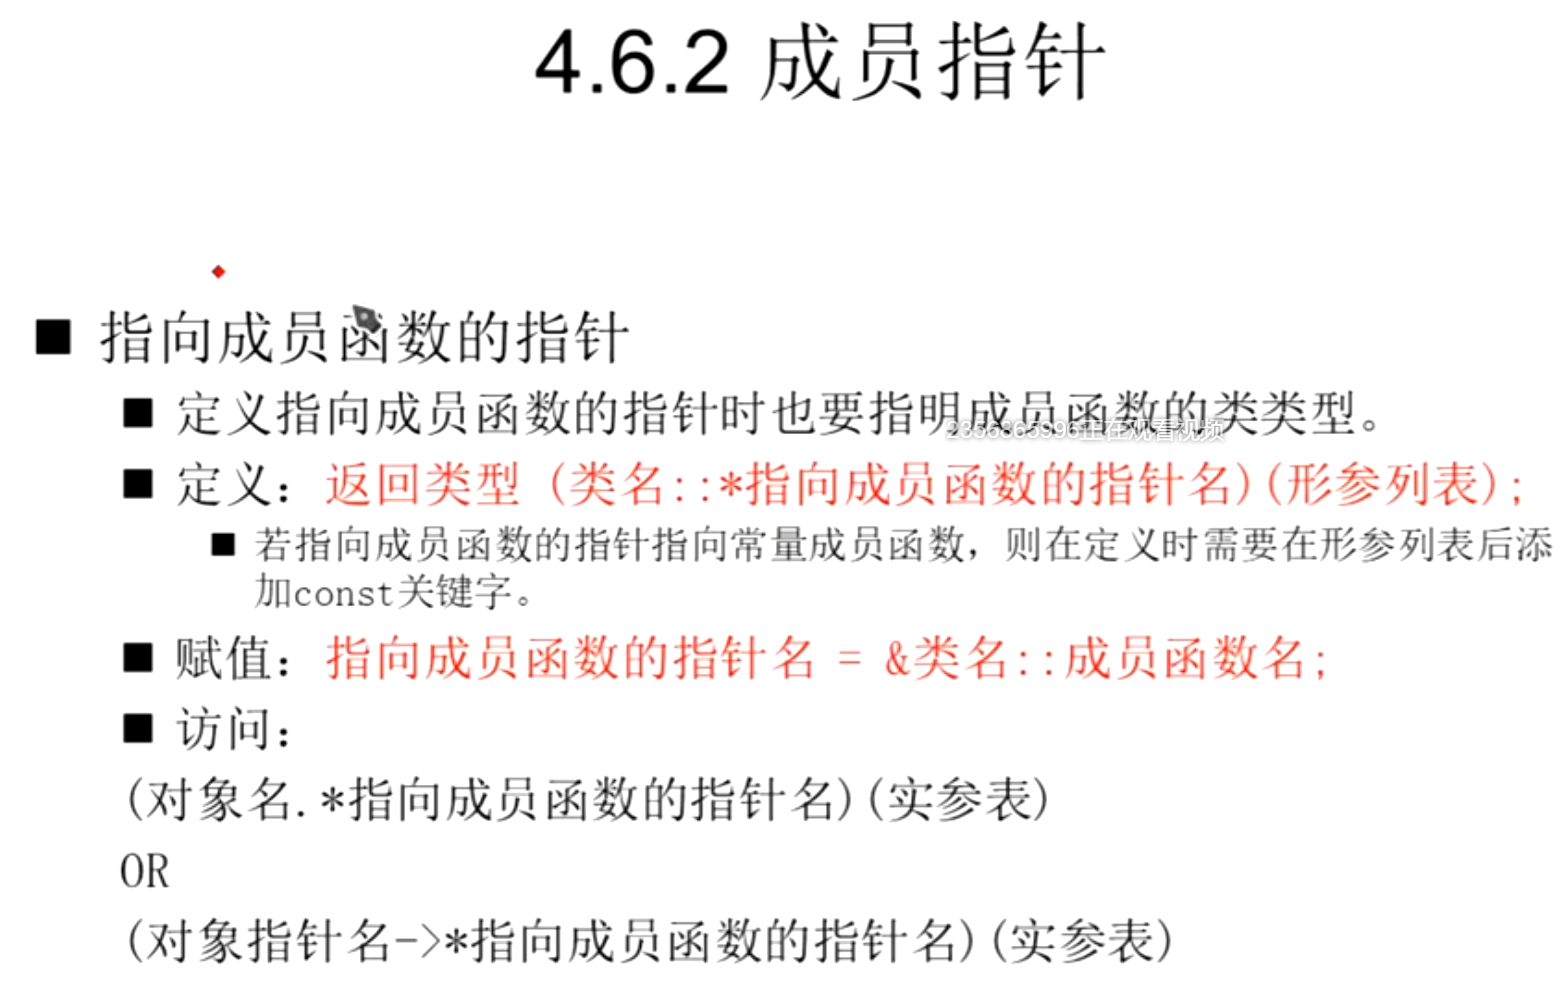 4.6.2 成员指针
指向成员函数的指针
定义指向成员函数的指针时也要指明成员函数的类类型。
2356865996正在观看视频
定义：返回类型 (类名::*指向成员函数的指针名)(形参列表);
若指向成员函数的指针指向常量成员函数，则在定义时需要在形参列表后添
加const关键字。
赋值：指向成员函数的指针名 = &类名::成员函数名;
访问：
(对象名.*指向成员函数的指针名)(实参表)
OR
(对象指针名->*指向成员函数的指针名)(实参表)